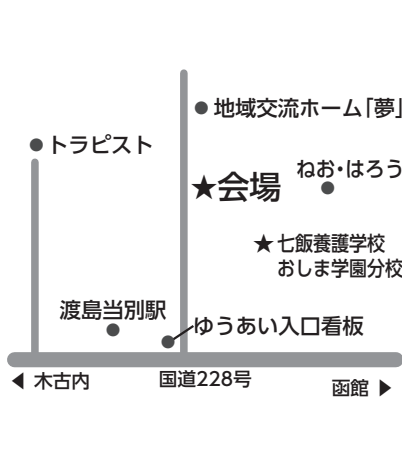 ● 地域交流ホーム「夢」
● トラピスト
ねお・はろう
★会場
★七飯養護学校
おしま学園分校
渡島当別駅
ゆうあい入口看板
◀ 木古内
国道228号
函館 ▶